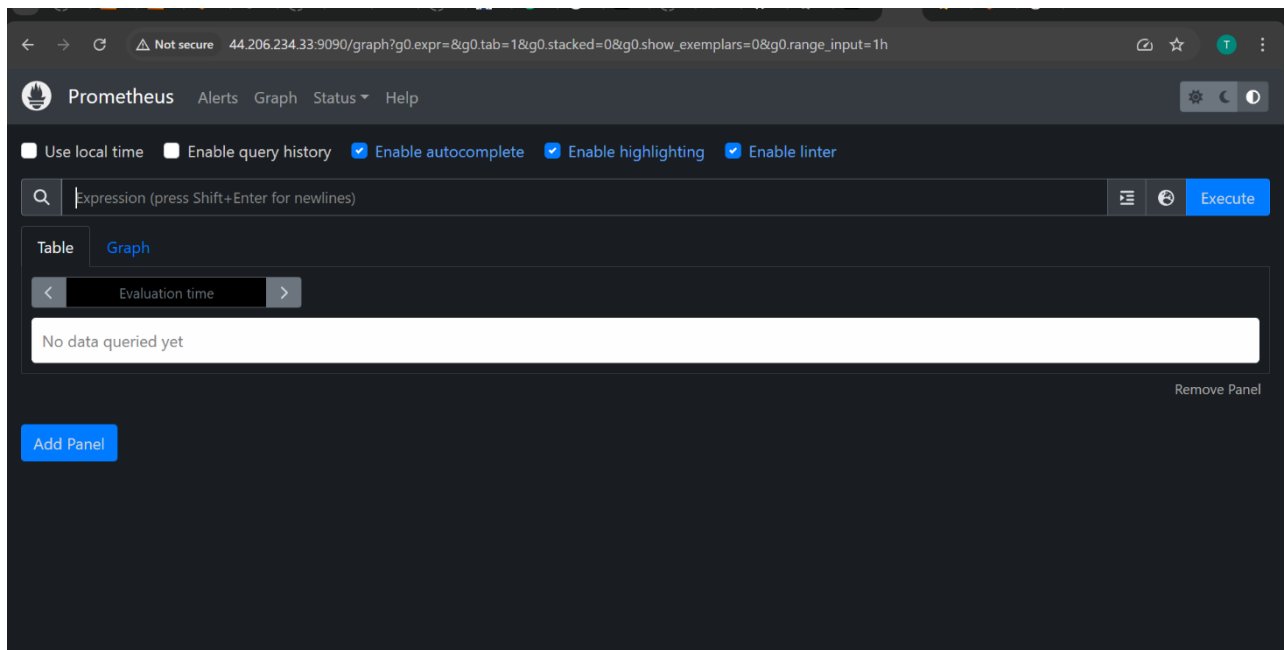 Not secure 44.206.234.33:9090/graph?g0.expr=&g0.tab=1&g0.stacked=0&g0.show_exemplars=0&g0.range_input=1h T
Prometheus Alerts Graph Status Help
Use local time Enable query history Enable autocomplete Enable highlighting Enable linter
Expression (press Shift+Enter for newlines) Execute
Table Graph
Evaluation time
No data queried yet
Remove Panel
Add Panel